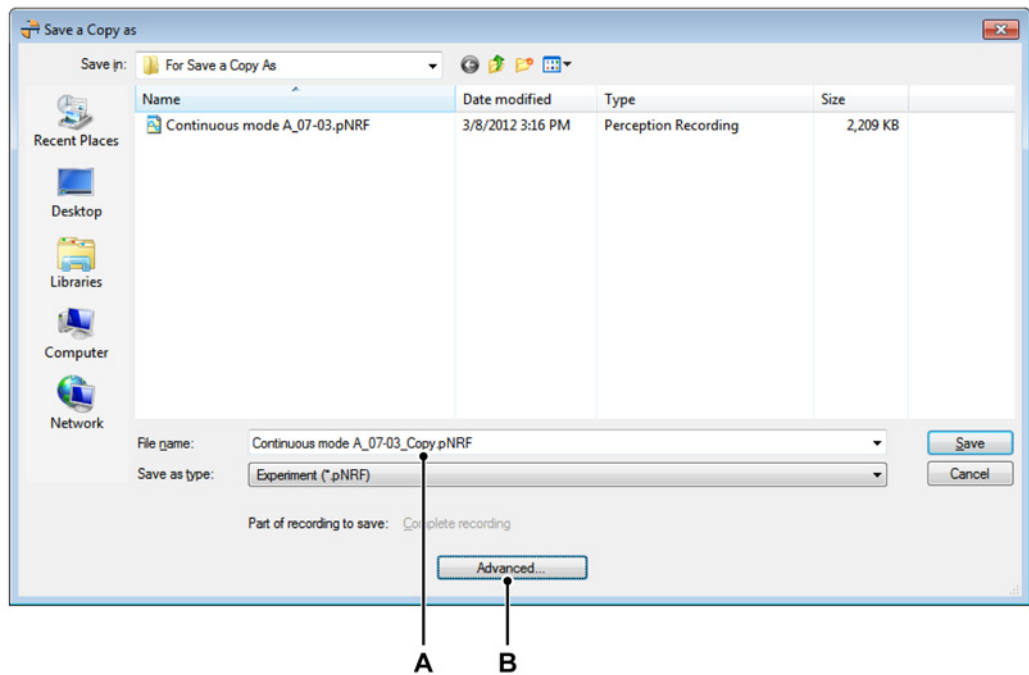 Save a Copy as
Save in: For Save a Copy As
Name Date modified Type Size
Continuous mode A_07-03.pNRF 3/8/2012 3:16 PM Perception Recording 2,209 KB
Recent Places
Desktop
Libraries
Computer
Network
File name: Continuous mode A_07-03_Copy.pNRF Save
Save as type: Experiment (*.pNRF) Cancel
Part of recording to save: Complete recording
Advanced...
A B